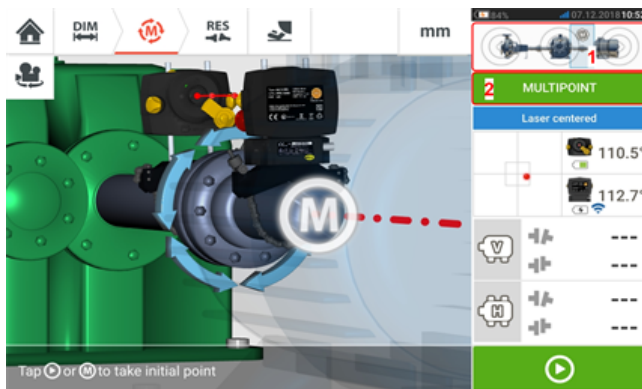 84% 07.12.2018 10:52
DIM
M
RES
mm
1
2 MULTIPOINT
Laser centered
110.5°
112.7°
M
V
---
---
H
---
---
Tap or M to take initial point